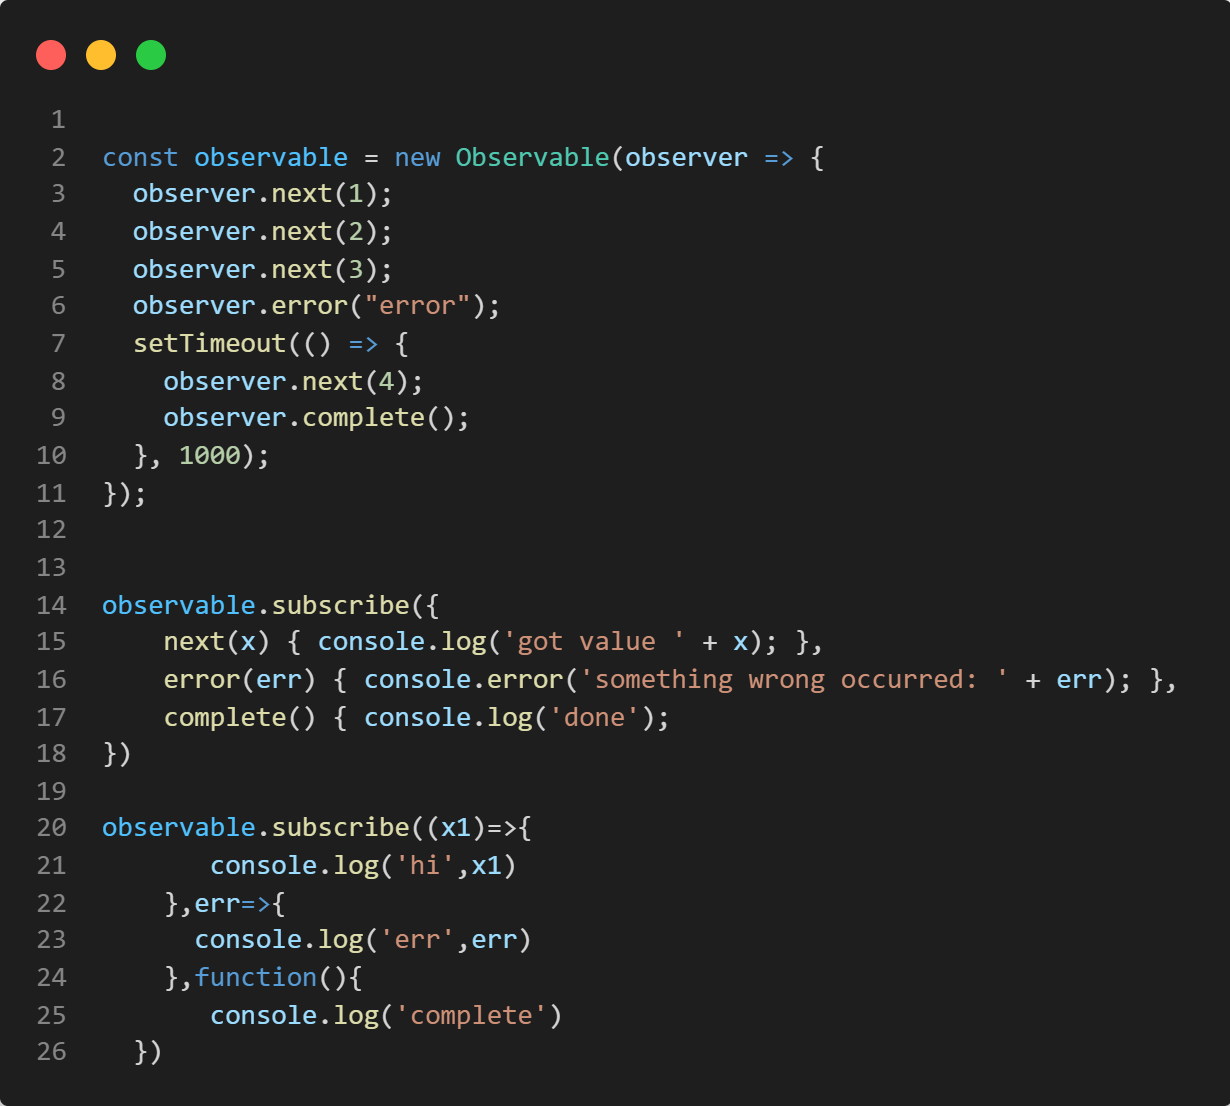 1
2 const observable = new Observable(observer => {
3   observer.next(1);
4   observer.next(2);
5   observer.next(3);
6   observer.error("error");
7   setTimeout(() => {
8     observer.next(4);
9     observer.complete();
10   }, 1000);
11 });
12
13
14 observable.subscribe({
15     next(x) { console.log('got value ' + x); },
16     error(err) { console.error('something wrong occurred: ' + err); },
17     complete() { console.log('done');
18 })
19
20 observable.subscribe((x1)=>{
21        console.log('hi',x1)
22     },err=>{
23       console.log('err',err)
24     },function(){
25        console.log('complete')
26   })